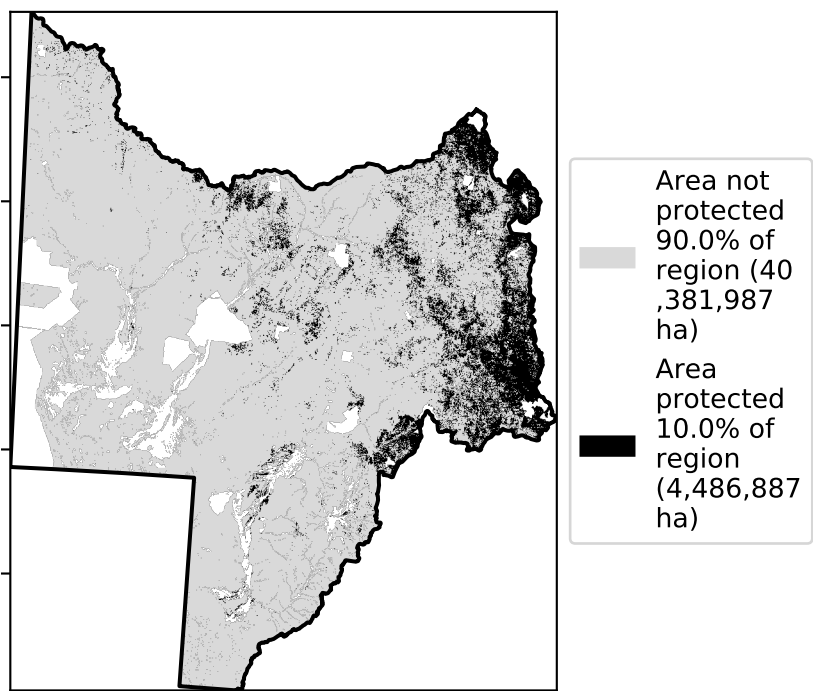 Area not
protected
90.0% of
region (40
,381,987
ha)
Area
protected
10.0% of
region
(4,486,887
ha)